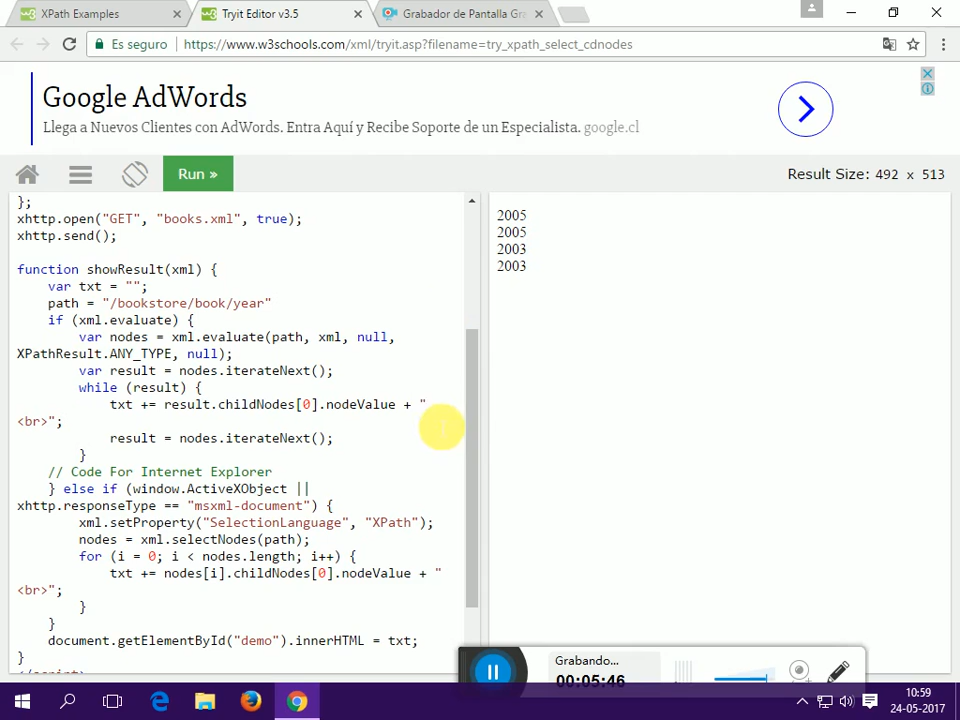 XPath Examples
Tryit Editor v3.5
Grabador de Pantalla Gra
Es seguro
https://www.w3schools.com/xml/tryit.asp?filename=try_xpath_select_cdnodes
Google AdWords
Llega a Nuevos Clientes con AdWords. Entra Aquí y Recibe Soporte de un Especialista. google.cl
Run »
Result Size: 492 x 513
};
xhttp.open("GET", "books.xml", true);
xhttp.send();
function showResult(xml) {
var txt = "";
path = "/bookstore/book/year"
if (xml.evaluate) {
var nodes = xml.evaluate(path, xml, null,
XPathResult.ANY_TYPE, null);
var result = nodes.iterateNext();
while (result) {
txt += result.childNodes[0].nodeValue + "
<br>";
result = nodes.iterateNext();
}
// Code For Internet Explorer
} else if (window.ActiveXObject ||
xhttp.responseType == "msxml-document") {
xml.setProperty("SelectionLanguage", "XPath");
nodes = xml.selectNodes(path);
for (i = 0; i < nodes.length; i++) {
txt += nodes[i].childNodes[0].nodeValue + "
<br>";
}
}
document.getElementById("demo").innerHTML = txt;
}
</script>
2005
2005
2003
2003
Grabando...
00:05:46
10:59
24-05-2017